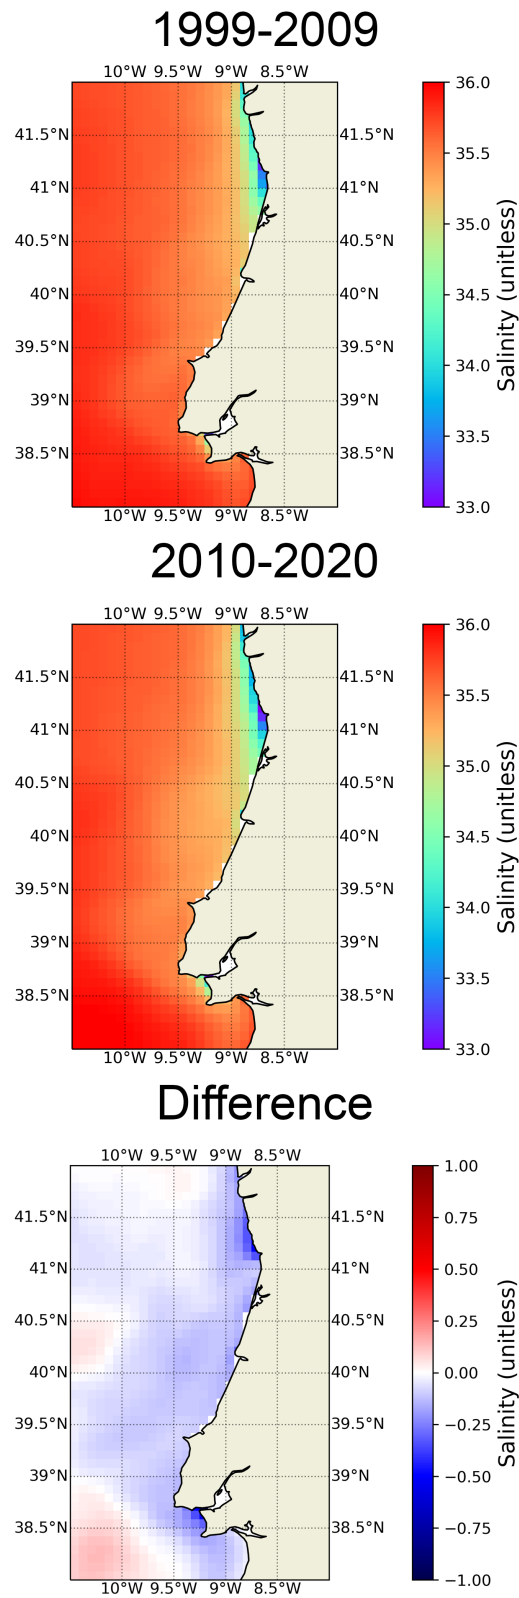 1999-2009
10°W 9.5°W 9°W 8.5°W
41.5°N 41.5°N
41°N 41°N
40.5°N 40.5°N
40°N 40°N
39.5°N 39.5°N
39°N 39°N
38.5°N 38.5°N
10°W 9.5°W 9°W 8.5°W
36.0
35.5
35.0
34.5
34.0
33.5
33.0
Salinity (unitless)
2010-2020
10°W 9.5°W 9°W 8.5°W
41.5°N 41.5°N
41°N 41°N
40.5°N 40.5°N
40°N 40°N
39.5°N 39.5°N
39°N 39°N
38.5°N 38.5°N
10°W 9.5°W 9°W 8.5°W
36.0
35.5
35.0
34.5
34.0
33.5
33.0
Salinity (unitless)
Difference
10°W 9.5°W 9°W 8.5°W
41.5°N 41.5°N
41°N 41°N
40.5°N 40.5°N
40°N 40°N
39.5°N 39.5°N
39°N 39°N
38.5°N 38.5°N
10°W 9.5°W 9°W 8.5°W
1.00
0.75
0.50
0.25
0.00
−0.25
−0.50
−0.75
−1.00
Salinity (unitless)